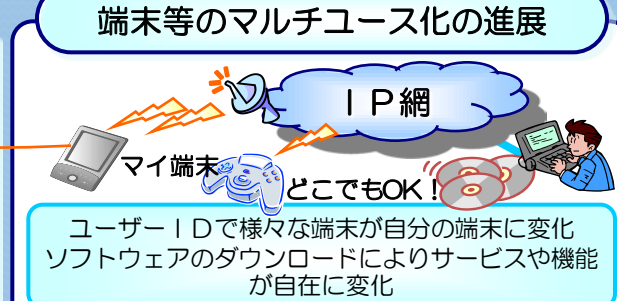 端末等のマルチユース化の進展
ＩＰ網
マイ端末
どこでもOK！
ユーザーＩＤで様々な端末が自分の端末に変化
ソフトウェアのダウンロードによりサービスや機能
が自在に変化